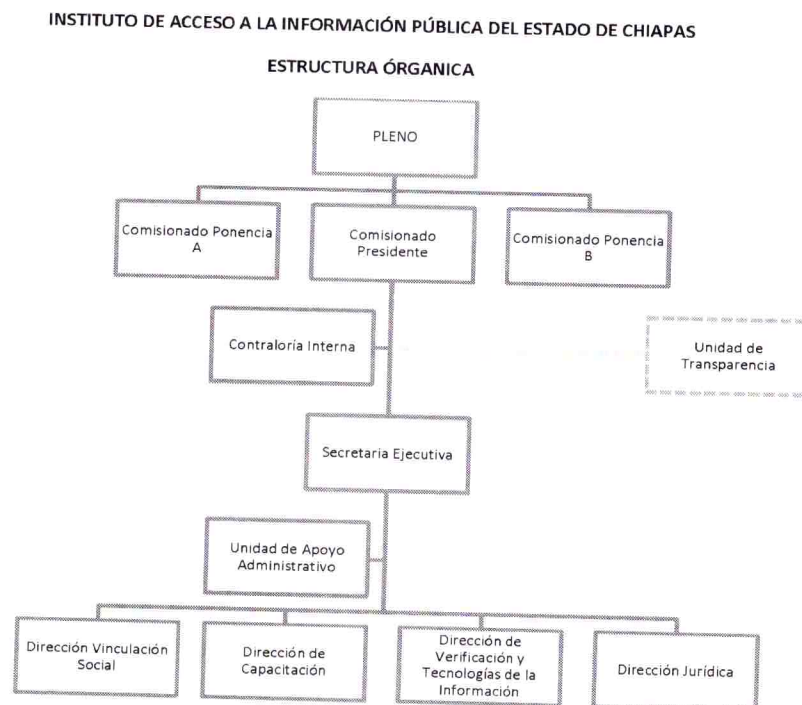 INSTITUTO DE ACCESO A LA INFORMACIÓN PÚBLICA DEL ESTADO DE CHIAPAS
ESTRUCTURA ÓRGANICA
PLENO
Comisionado Ponencia
A
Comisionado
Presidente
Comisionado Ponencia
B
Contraloría Interna
Unidad de
Transparencia
Secretaria Ejecutiva
Unidad de Apoyo
Administrativo
Dirección Vinculación
Social
Dirección de
Capacitación
Dirección de
Verificación y
Tecnologías de la
Información
Dirección Jurídica